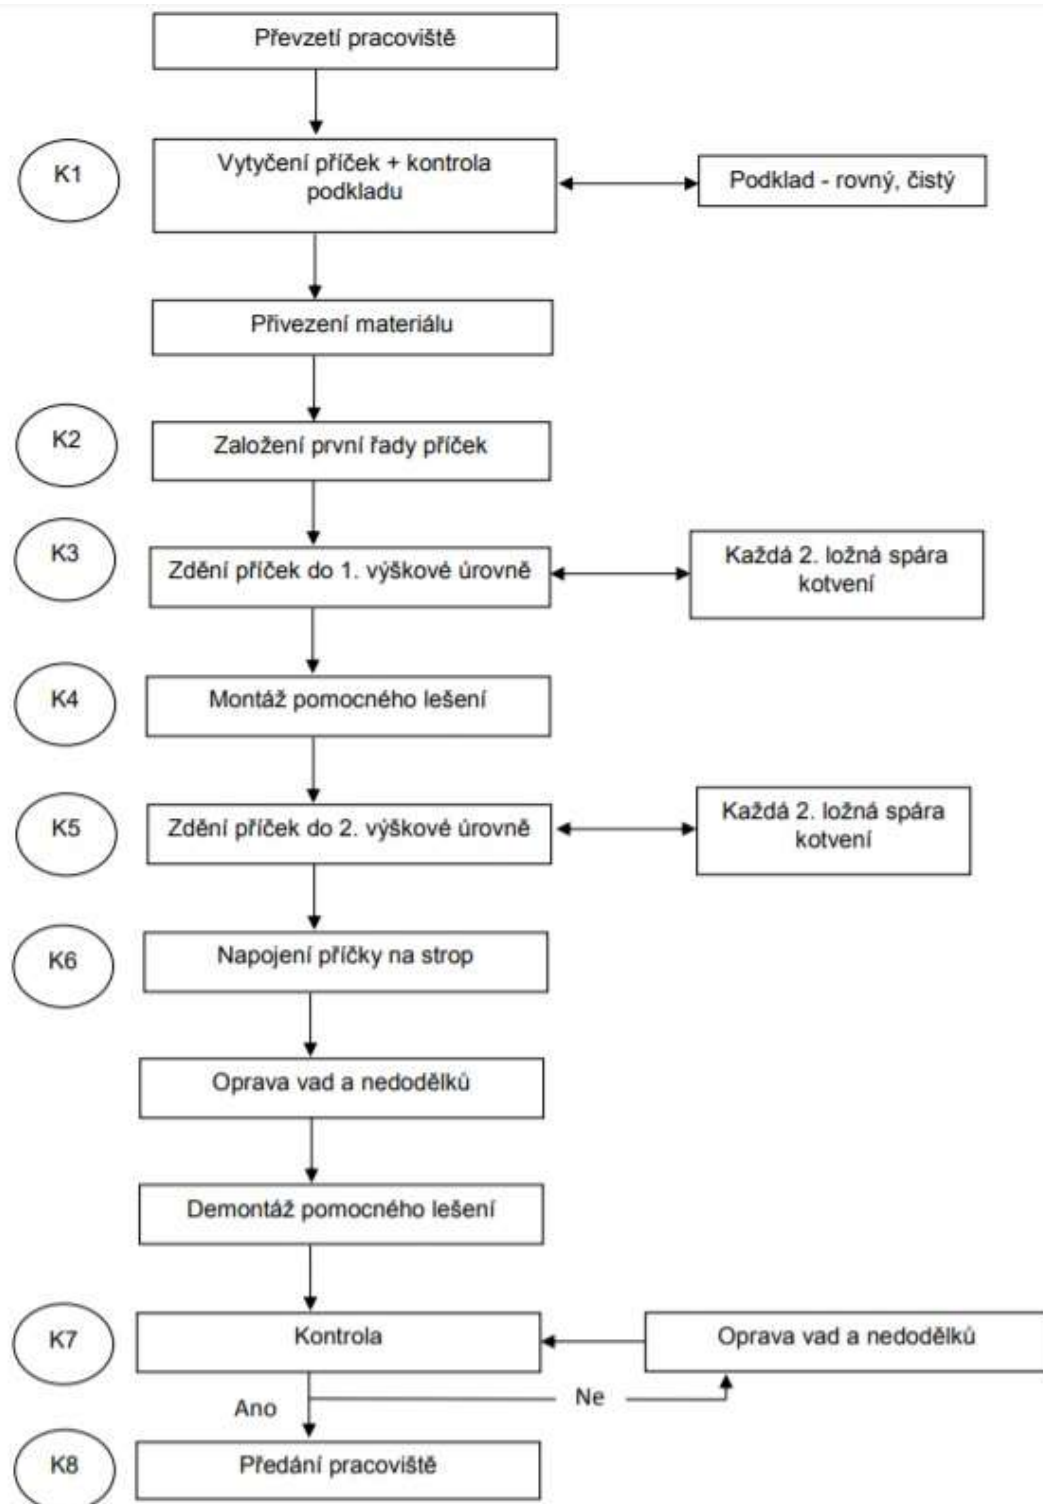 Převzetí pracoviště
K1
Vytyčení příček + kontrola
podkladu
Podklad - rovný, čistý
Přivezení materiálu
K2
Založení první řady příček
K3
Zdění příček do 1. výškové úrovně
Každá 2. ložná spára
kotvení
K4
Montáž pomocného lešení
K5
Zdění příček do 2. výškové úrovně
Každá 2. ložná spára
kotvení
K6
Napojení příčky na strop
Oprava vad a nedodělků
Demontáž pomocného lešení
K7
Kontrola
Oprava vad a nedodělků
Ano
Ne
K8
Předání pracoviště